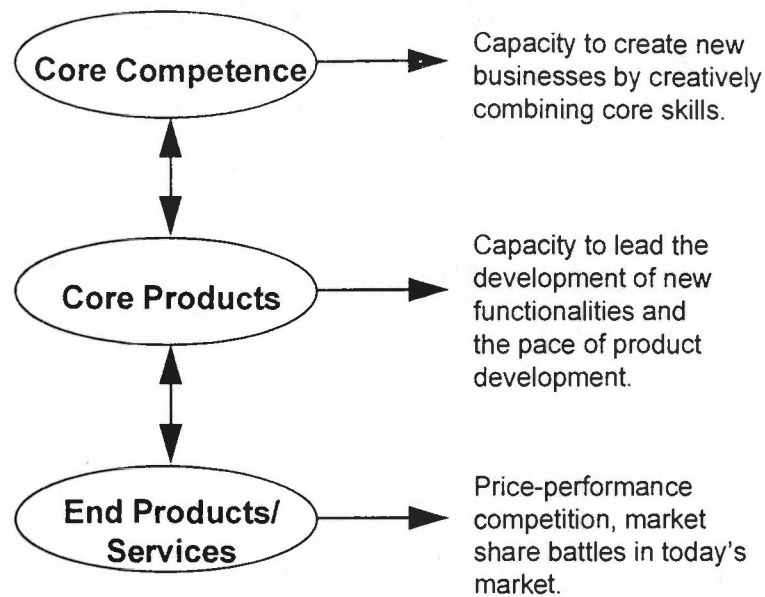 Core Competence
Capacity to create new
businesses by creatively
combining core skills.
Core Products
Capacity to lead the
development of new
functionalities and
the pace of product
development.
End Products/
Services
Price-performance
competition, market
share battles in today's
market.